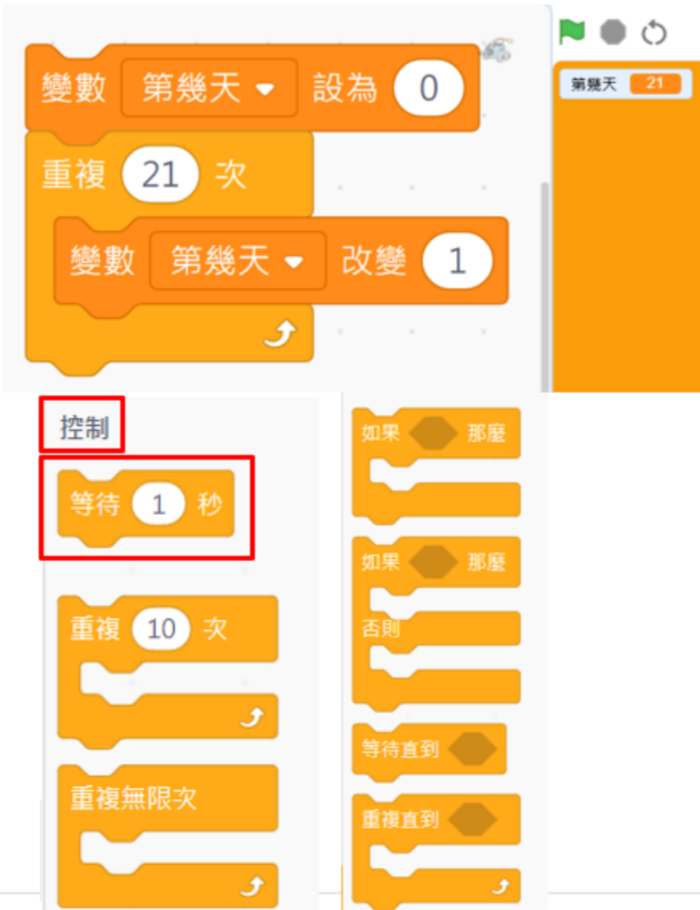 變數 第幾天 設為 0
第幾天 21
重複 21 次
變數 第幾天 改變 1
控制
等待 1 秒
重複 10 次
重複無限次
如果 那麼
如果 那麼
否則
等待直到
重複直到